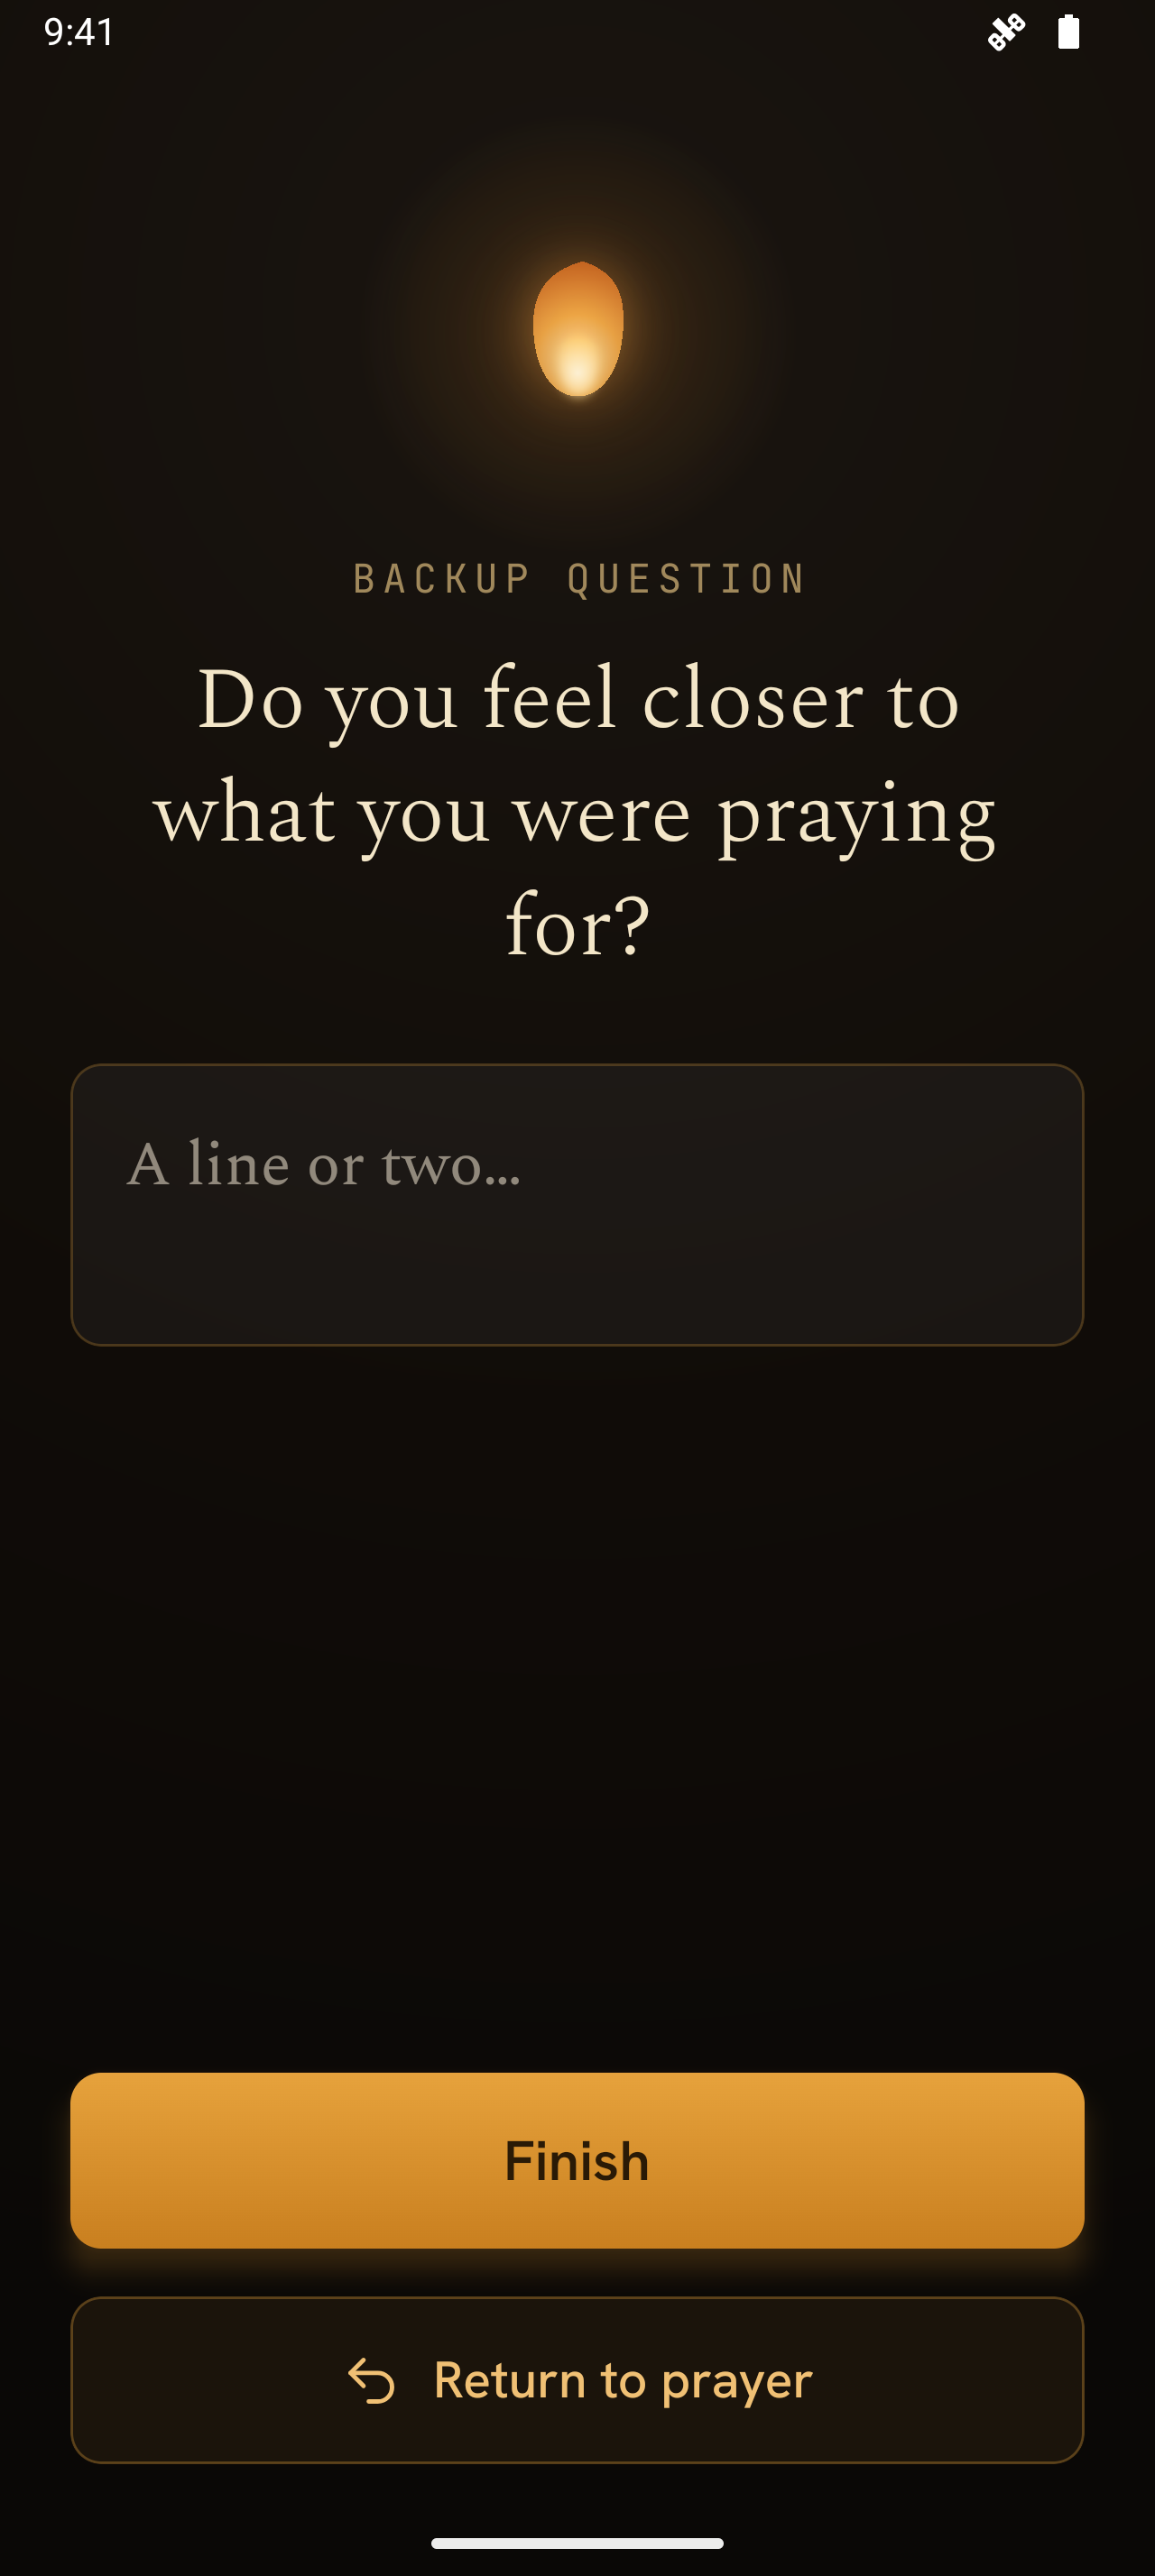 9:41
BACKUP QUESTION
Do you feel closer to
what you were praying
for?
A line or two…
Finish
Return to prayer